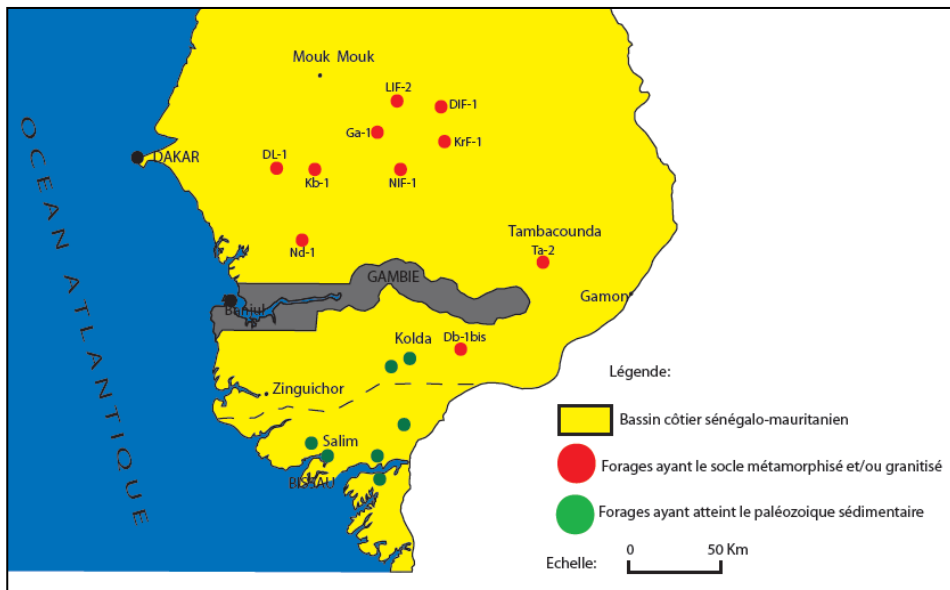 Mouk Mouk
LIF-2
DIF-1
Ga-1
KrF-1
DAKAR
DL-1
Kb-1
NIF-1
OCEAN ATLANTIQUE
Nd-1
Tambacounda
Ta-2
GAMBIE
Gamon
Banjul
Kolda
Db-1bis
Zinguichor
Salim
BISSAU
Légende:
Bassin côtier sénégalo-mauritanien
Forages ayant le socle métamorphisé et/ou granitisé
Forages ayant atteint le paléozoique sédimentaire
Echelle:
0 50 Km